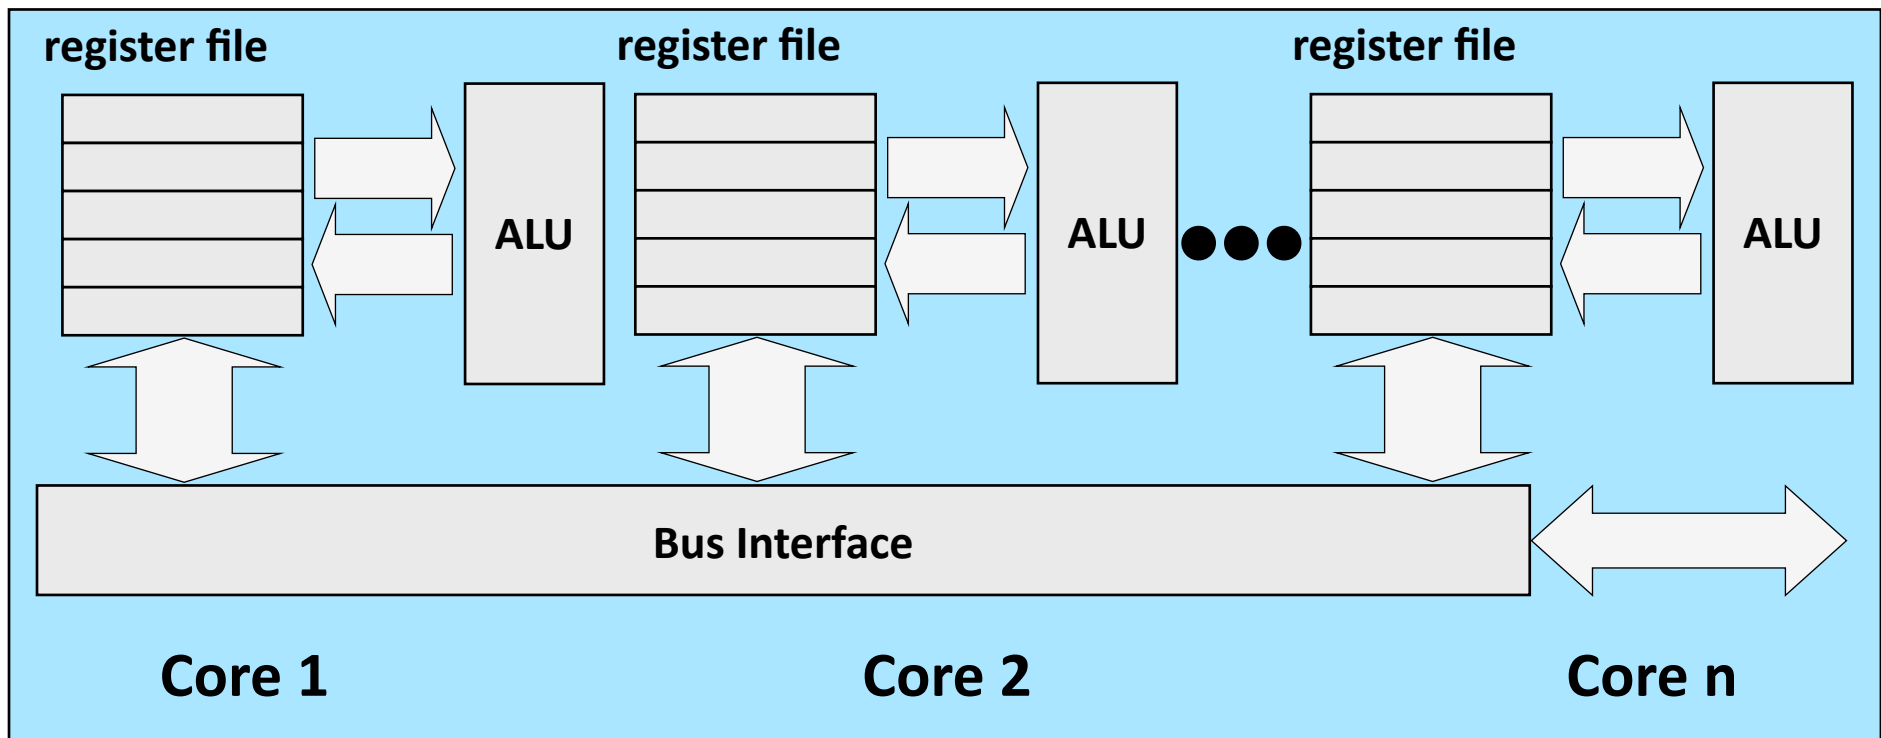 register file
register file
register file
ALU
ALU
ALU
Bus Interface
Core 1
Core 2
Core n